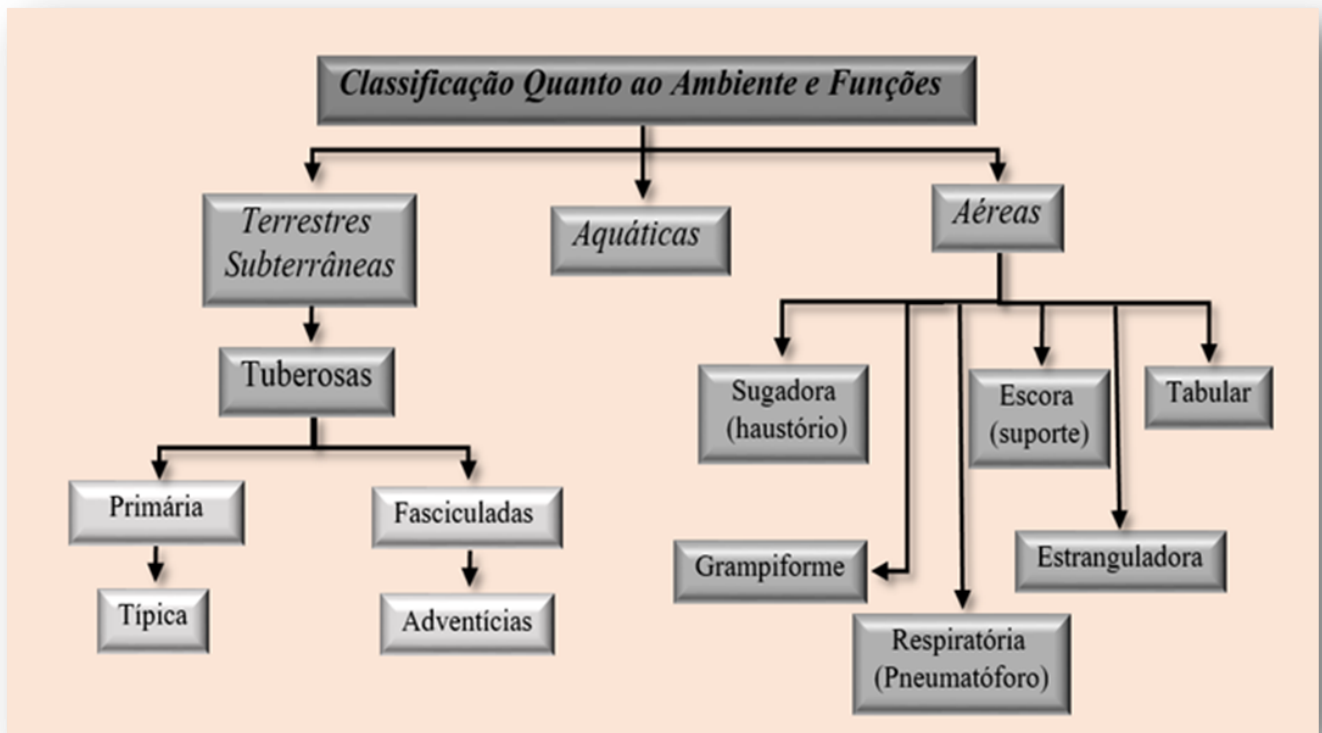 Classificação Quanto ao Ambiente e Funções
Terrestres
Subterrâneas
Aquáticas
Aéreas
Tuberosas
Primária
Fasciculadas
Típica
Adventícias
Sugadora
(haustório)
Escora
(suporte)
Tabular
Grampiforme
Estranguladora
Respiratória
(Pneumatóforo)